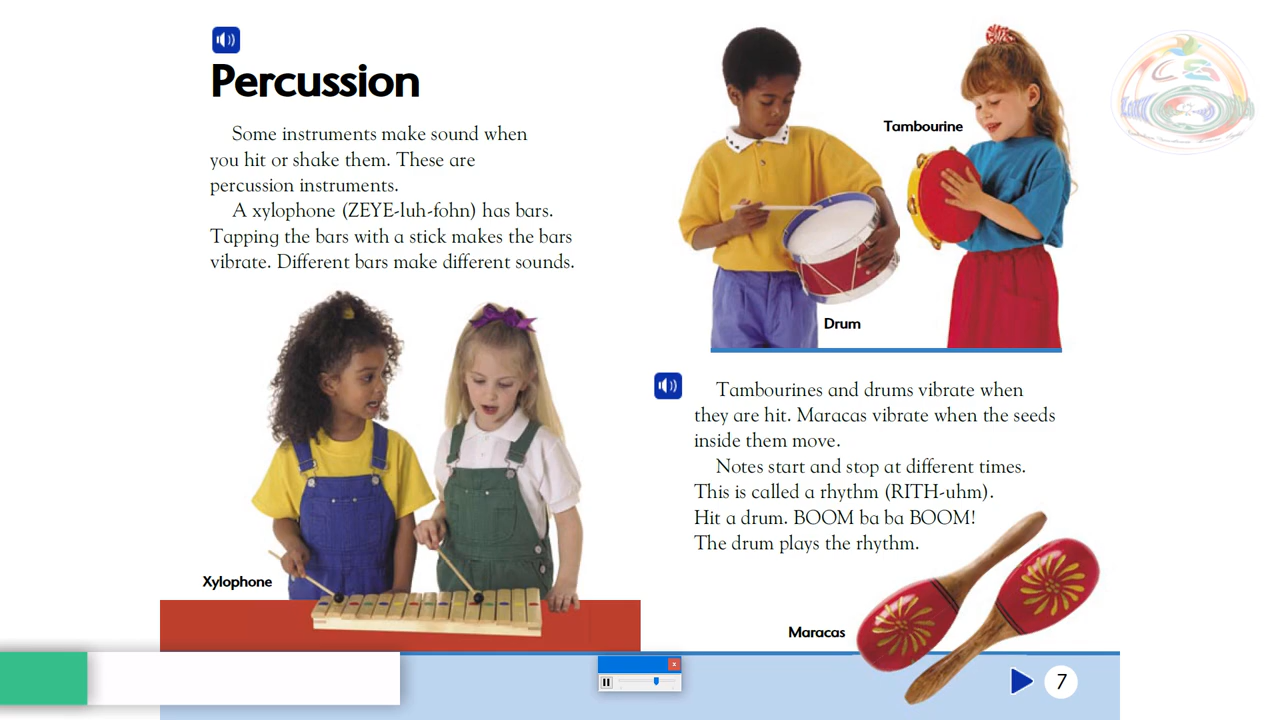 Percussion
Some instruments make sound when
you hit or shake them. These are
percussion instruments.
A xylophone (ZEYE-luh-fohn) has bars.
Tapping the bars with a stick makes the bars
vibrate. Different bars make different sounds.
Xylophone
Tambourine
Drum
Tambourines and drums vibrate when
they are hit. Maracas vibrate when the seeds
inside them move.
Notes start and stop at different times.
This is called a rhythm (RITH-uhm).
Hit a drum. BOOM ba ba BOOM!
The drum plays the rhythm.
Maracas
7